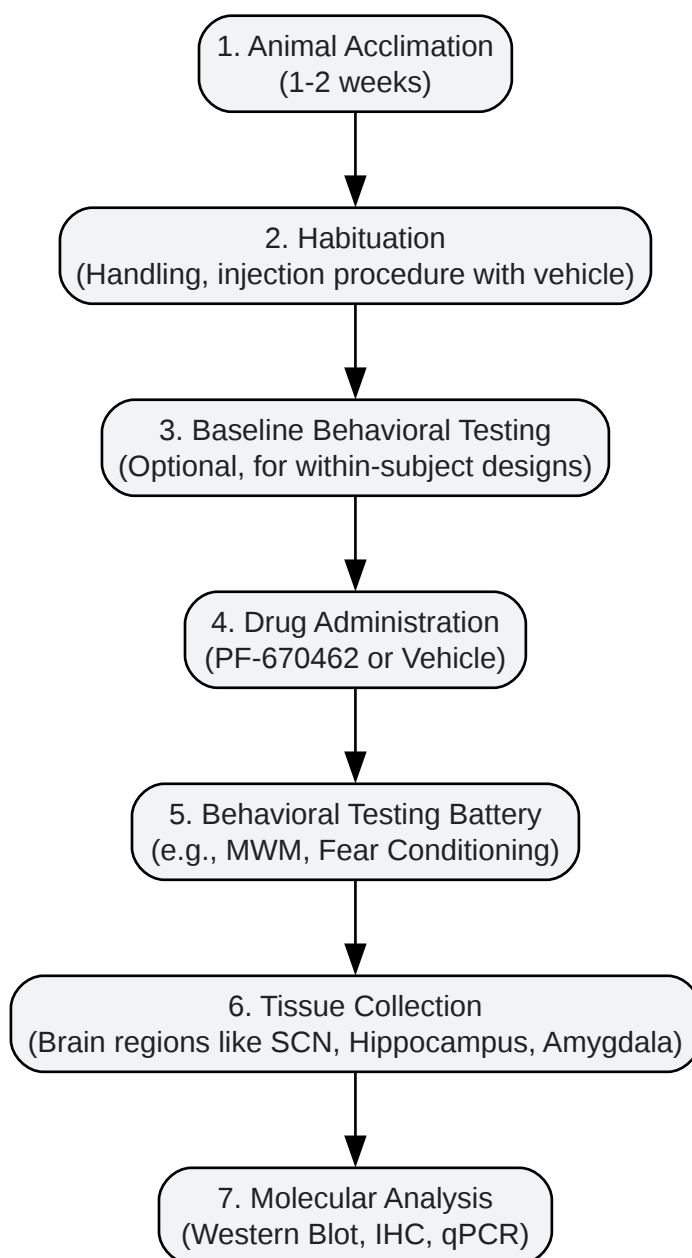 1. Animal Acclimation
(1-2 weeks)
2. Habituation
(Handling, injection procedure with vehicle)
3. Baseline Behavioral Testing
(Optional, for within-subject designs)
4. Drug Administration
(PF-670462 or Vehicle)
5. Behavioral Testing Battery
(e.g., MWM, Fear Conditioning)
6. Tissue Collection
(Brain regions like SCN, Hippocampus, Amygdala)
7. Molecular Analysis
(Western Blot, IHC, qPCR)